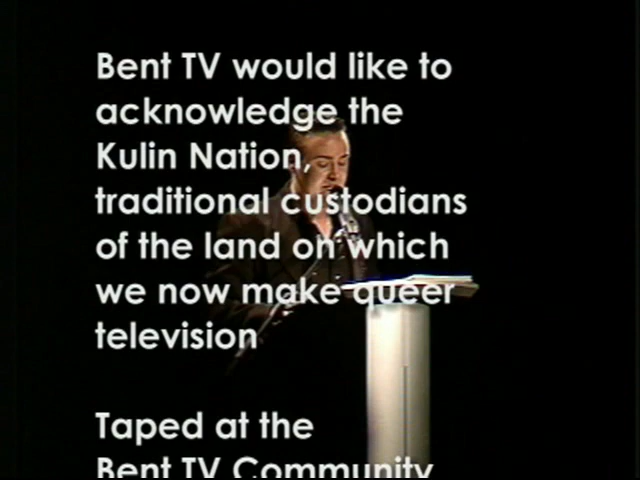 Bent TV would like to
acknowledge the
Kulin Nation,
traditional custodians
of the land on which
we now make queer
television
Taped at the
Bent TV Community